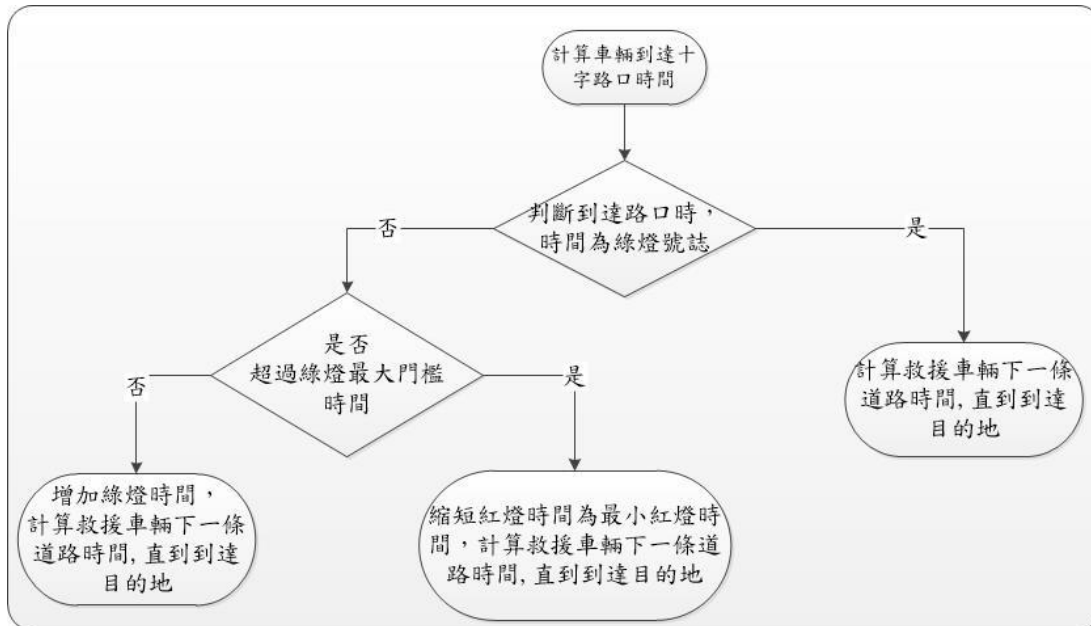 計算車輛到達十
字路口時間
判斷到達路口時，
時間為綠燈號誌
否
是
是否
超過綠燈最大門檻
時間
否
是
計算救援車輛下一條
道路時間, 直到到達
目的地
增加綠燈時間，
計算救援車輛下一條
道路時間, 直到到達
目的地
縮短紅燈時間為最小紅燈時
間，計算救援車輛下一條道
路時間, 直到到達目的地